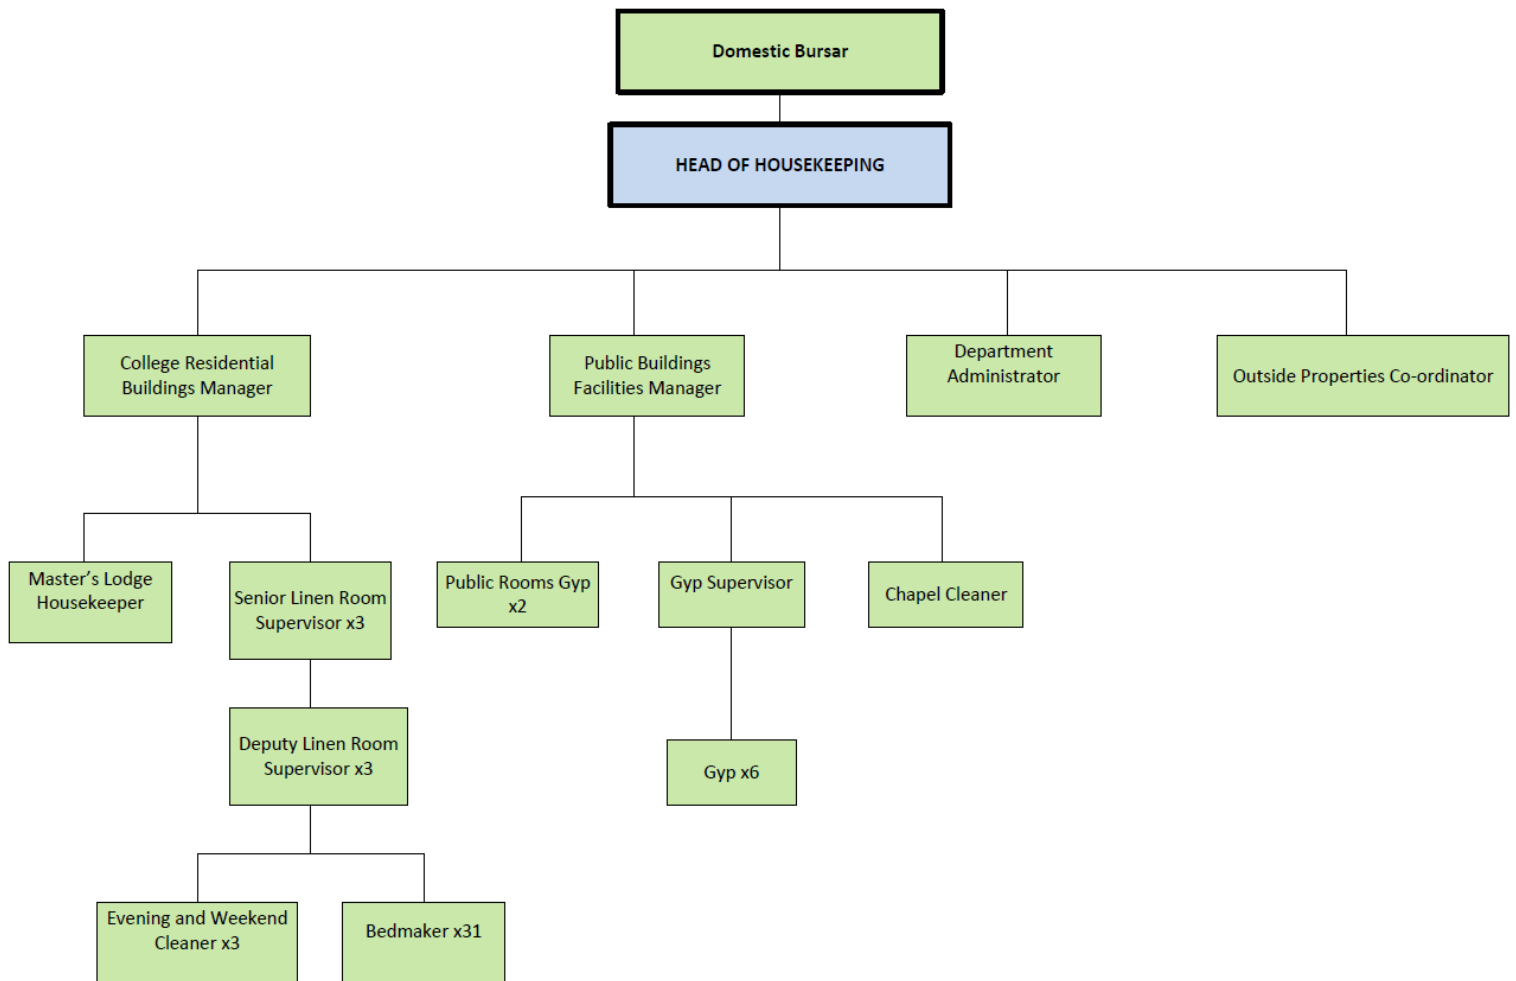 Domestic Bursar
HEAD OF HOUSEKEEPING
College Residential
Buildings Manager
Public Buildings
Facilities Manager
Department
Administrator
Outside Properties Co-ordinator
Master’s Lodge
Housekeeper
Senior Linen Room
Supervisor x3
Public Rooms Gyp
x2
Gyp Supervisor
Chapel Cleaner
Deputy Linen Room
Supervisor x3
Gyp x6
Evening and Weekend
Cleaner x3
Bedmaker x31